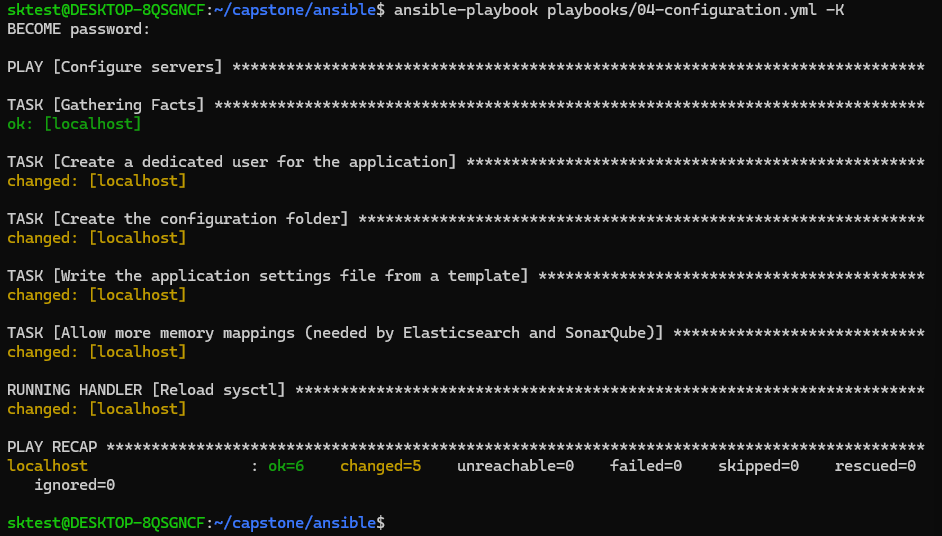 sktest@DESKTOP-8QSGNCF:~/capstone/ansible$ ansible-playbook playbooks/04-configuration.yml -K
BECOME password:
PLAY [Configure servers] *****************************************************************************
TASK [Gathering Facts] *******************************************************************************
ok: [localhost]
TASK [Create a dedicated user for the application] ***************************************************
changed: [localhost]
TASK [Create the configuration folder] ***************************************************************
changed: [localhost]
TASK [Write the application settings file from a template] *******************************************
changed: [localhost]
TASK [Allow more memory mappings (needed by Elasticsearch and SonarQube)] ****************************
changed: [localhost]
RUNNING HANDLER [Reload sysctl] **********************************************************************
changed: [localhost]
PLAY RECAP *******************************************************************************************
localhost                  : ok=6    changed=5    unreachable=0    failed=0    skipped=0    rescued=0
   ignored=0
sktest@DESKTOP-8QSGNCF:~/capstone/ansible$